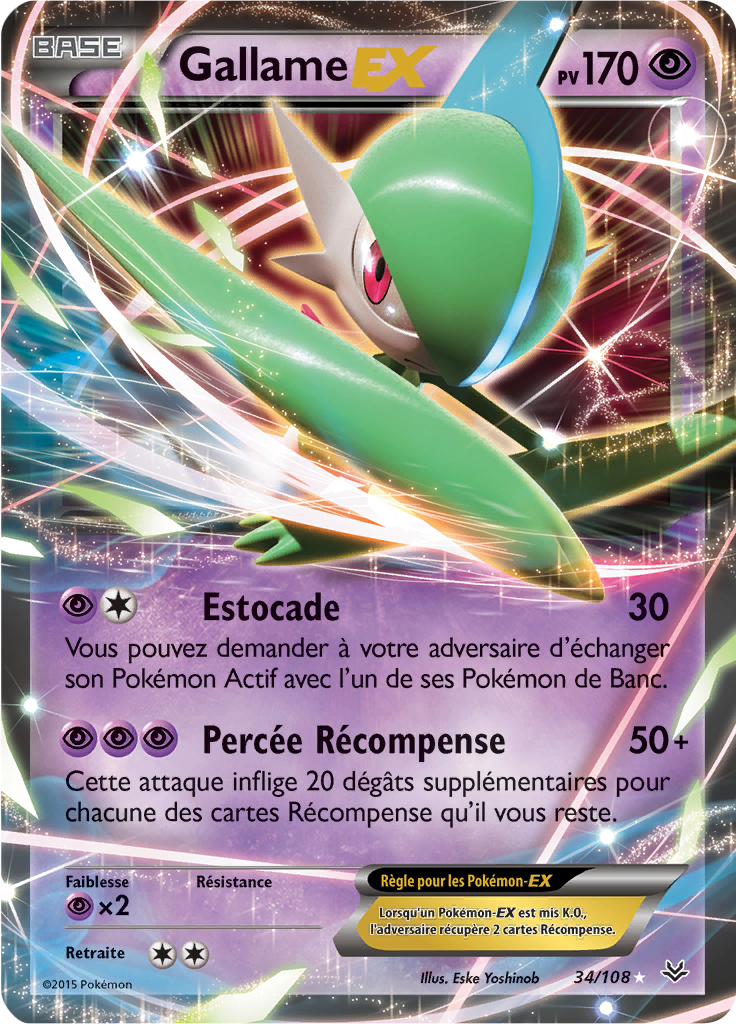 BASE
Gallame EX PV 170
Estocade 30
Vous pouvez demander à votre adversaire d'échanger
son Pokémon Actif avec l'un de ses Pokémon de Banc.
Percée Récompense 50+
Cette attaque inflige 20 dégâts supplémentaires pour
chacune des cartes Récompense qu'il vous reste.
Faiblesse Résistance
×2
Retraite
Règle pour les Pokémon-EX
Lorsqu'un Pokémon-EX est mis K.O.,
l'adversaire récupère 2 cartes Récompense.
©2015 Pokémon
Illus. Eske Yoshinob
34/108